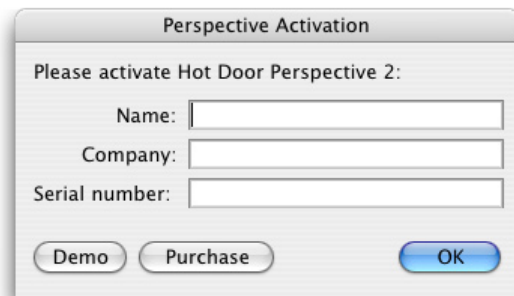 Perspective Activation
Please activate Hot Door Perspective 2:
Name:
Company:
Serial number:
Demo Purchase OK